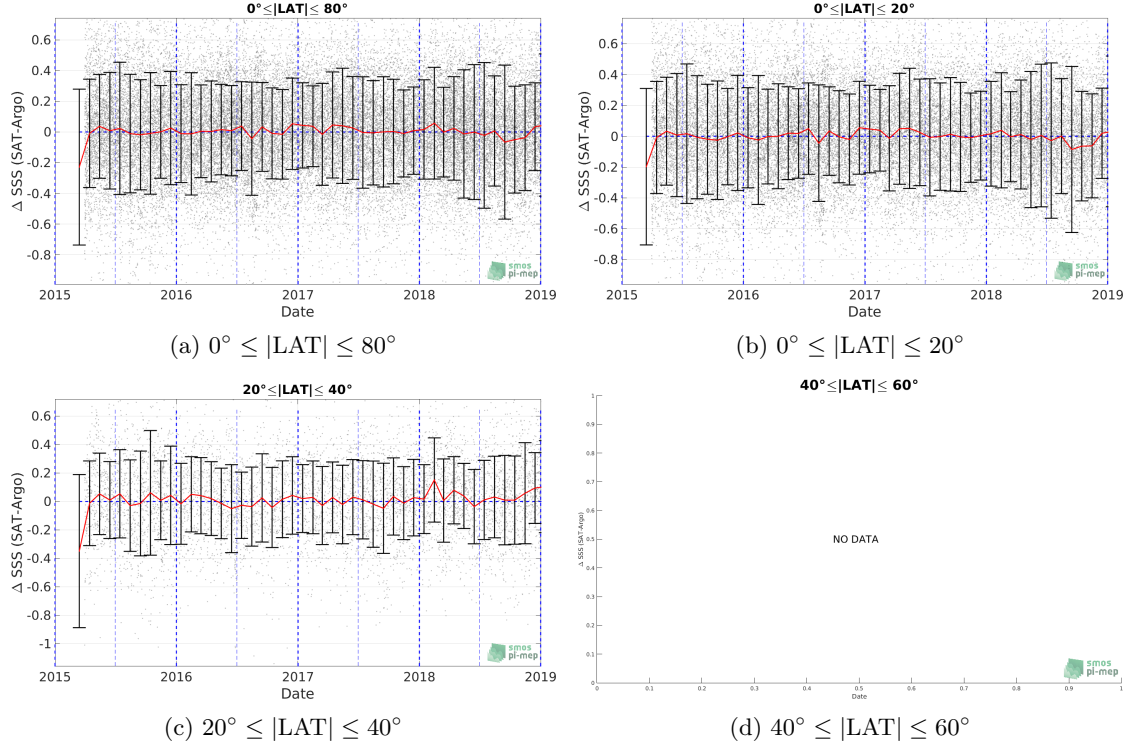 0°≤|LAT|≤ 80°
Δ SSS (SAT-Argo)
0.6
0.4
0.2
0
-0.2
-0.4
-0.6
-0.8
smos
pi-mep
2015 2016 2017 2018 2019
Date
(a) 0° ≤ |LAT| ≤ 80°
0°≤|LAT|≤ 20°
Δ SSS (SAT-Argo)
0.6
0.4
0.2
0
-0.2
-0.4
-0.6
-0.8
smos
pi-mep
2015 2016 2017 2018 2019
Date
(b) 0° ≤ |LAT| ≤ 20°
20°≤|LAT|≤ 40°
Δ SSS (SAT-Argo)
0.6
0.4
0.2
0
-0.2
-0.4
-0.6
-0.8
-1
smos
pi-mep
2015 2016 2017 2018 2019
Date
(c) 20° ≤ |LAT| ≤ 40°
40°≤|LAT|≤ 60°
Δ SSS (SAT-Argo)
1
0.9
0.8
0.7
0.6
0.5
0.4
0.3
0.2
0.1
0
NO DATA
smos
pi-mep
0 0.1 0.2 0.3 0.4 0.5 0.6 0.7 0.8 0.9 1
Date
(d) 40° ≤ |LAT| ≤ 60°